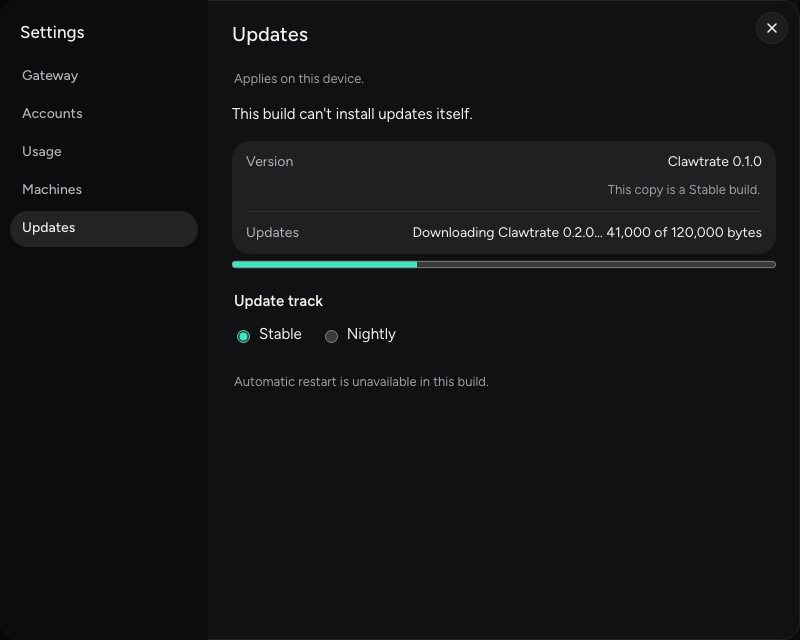 Settings
Gateway
Accounts
Usage
Machines
Updates
Updates
Applies on this device.
This build can't install updates itself.
Version
Clawtrate 0.1.0
This copy is a Stable build.
Updates
Downloading Clawtrate 0.2.0... 41,000 of 120,000 bytes
Update track
Stable
Nightly
Automatic restart is unavailable in this build.